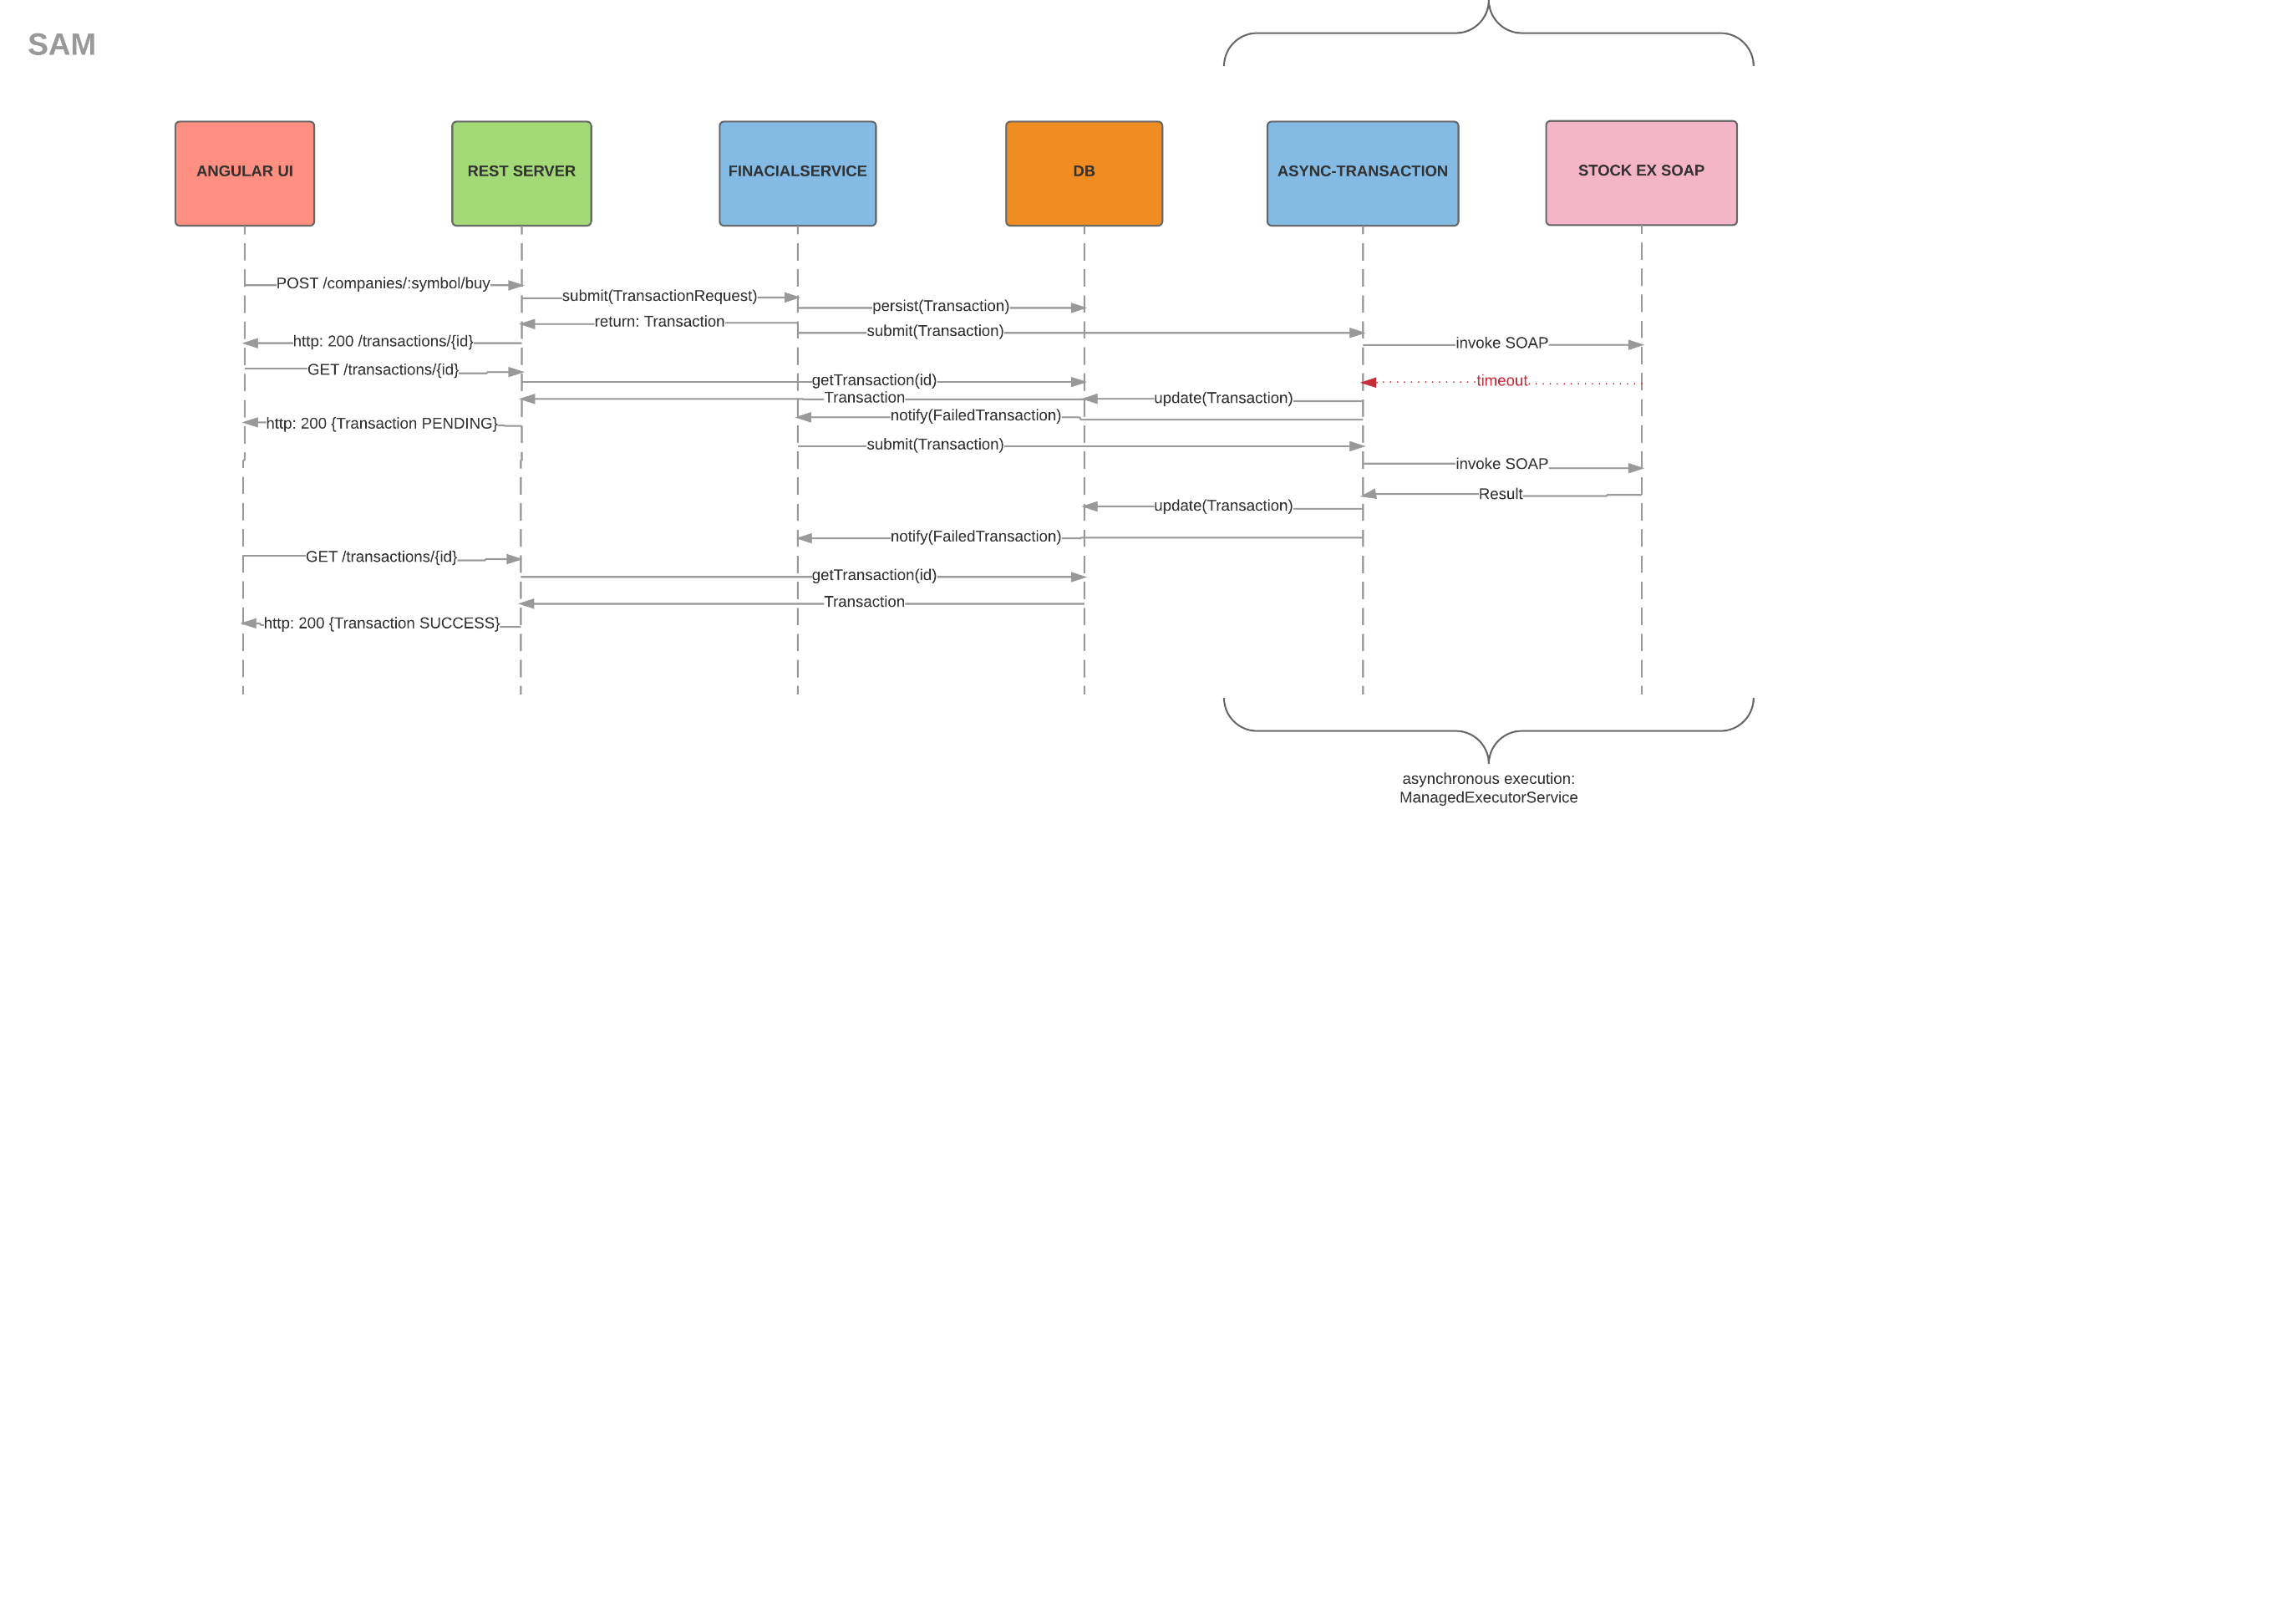 SAM
ANGULAR UI
REST SERVER
FINACIALSERVICE
DB
ASYNC-TRANSACTION
STOCK EX SOAP
POST /companies/:symbol/buy
submit(TransactionRequest)
persist(Transaction)
return: Transaction
submit(Transaction)
http: 200 /transactions/{id}
invoke SOAP
GET /transactions/{id}
getTransaction(id)
timeout
Transaction
update(Transaction)
notify(FailedTransaction)
http: 200 {Transaction PENDING}
submit(Transaction)
invoke SOAP
Result
update(Transaction)
notify(FailedTransaction)
GET /transactions/{id}
getTransaction(id)
Transaction
http: 200 {Transaction SUCCESS}
asynchronous execution:
ManagedExecutorService